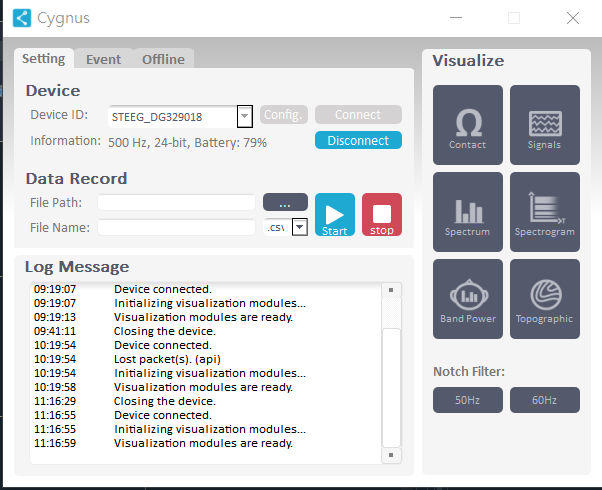 Cygnus
Setting Event Offline
Device
Device ID: STEEG_DG329018 Config. Connect
Information: 500 Hz, 24-bit, Battery: 79% Disconnect
Data Record
File Path: ...
File Name: .csv Start stop
Log Message
09:19:07 Device connected.
09:19:07 Initializing visualization modules...
09:19:13 Visualization modules are ready.
09:41:11 Closing the device.
10:19:54 Device connected.
10:19:54 Lost packet(s). (api)
10:19:54 Initializing visualization modules...
10:19:58 Visualization modules are ready.
11:16:29 Closing the device.
11:16:55 Device connected.
11:16:55 Initializing visualization modules...
11:16:59 Visualization modules are ready.
Visualize
Contact Signals
Spectrum Spectrogram
Band Power Topographic
Notch Filter:
50Hz 60Hz